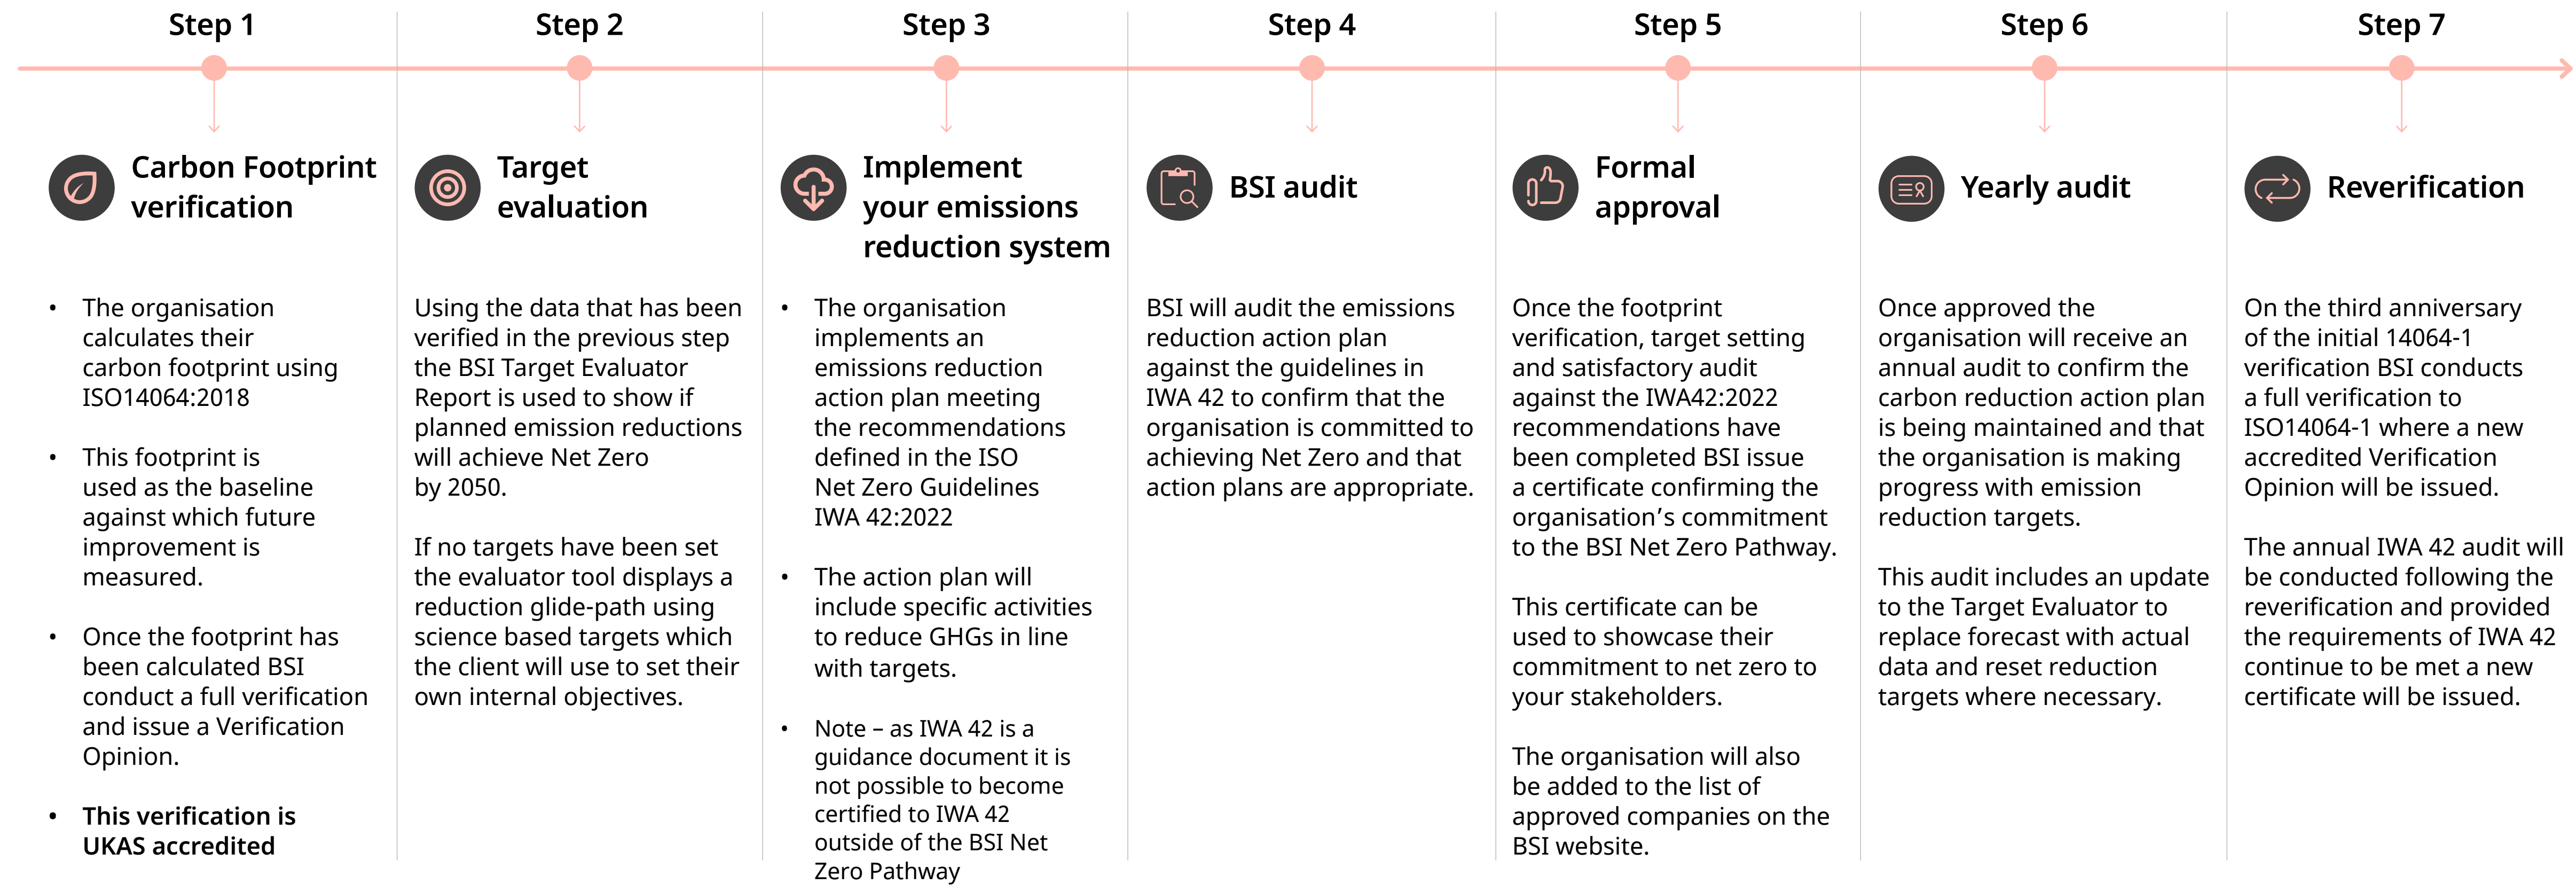 Step 1
Carbon Footprint
verification
• The organisation
calculates their
carbon footprint using
ISO14064:2018
• This footprint is
used as the baseline
against which future
improvement is
measured.
• Once the footprint has
been calculated BSI
conduct a full verification
and issue a Verification
Opinion.
• This verification is
UKAS accredited
Step 2
Target
evaluation
Using the data that has been
verified in the previous step
the BSI Target Evaluator
Report is used to show if
planned emission reductions
will achieve Net Zero
by 2050.
If no targets have been set
the evaluator tool displays a
reduction glide-path using
science based targets which
the client will use to set their
own internal objectives.
Step 3
Implement
your emissions
reduction system
• The organisation
implements an
emissions reduction
action plan meeting
the recommendations
defined in the ISO
Net Zero Guidelines
IWA 42:2022
• The action plan will
include specific activities
to reduce GHGs in line
with targets.
• Note – as IWA 42 is a
guidance document it is
not possible to become
certified to IWA 42
outside of the BSI Net
Zero Pathway
Step 4
BSI audit
BSI will audit the emissions
reduction action plan
against the guidelines in
IWA 42 to confirm that the
organisation is committed to
achieving Net Zero and that
action plans are appropriate.
Step 5
Formal
approval
Once the footprint
verification, target setting
and satisfactory audit
against the IWA42:2022
recommendations have
been completed BSI issue
a certificate confirming the
organisation’s commitment
to the BSI Net Zero Pathway.
This certificate can be
used to showcase their
commitment to net zero to
your stakeholders.
The organisation will also
be added to the list of
approved companies on the
BSI website.
Step 6
Yearly audit
Once approved the
organisation will receive an
annual audit to confirm the
carbon reduction action plan
is being maintained and that
the organisation is making
progress with emission
reduction targets.
This audit includes an update
to the Target Evaluator to
replace forecast with actual
data and reset reduction
targets where necessary.
Step 7
Reverification
On the third anniversary
of the initial 14064-1
verification BSI conducts
a full verification to
ISO14064-1 where a new
accredited Verification
Opinion will be issued.
The annual IWA 42 audit will
be conducted following the
reverification and provided
the requirements of IWA 42
continue to be met a new
certificate will be issued.